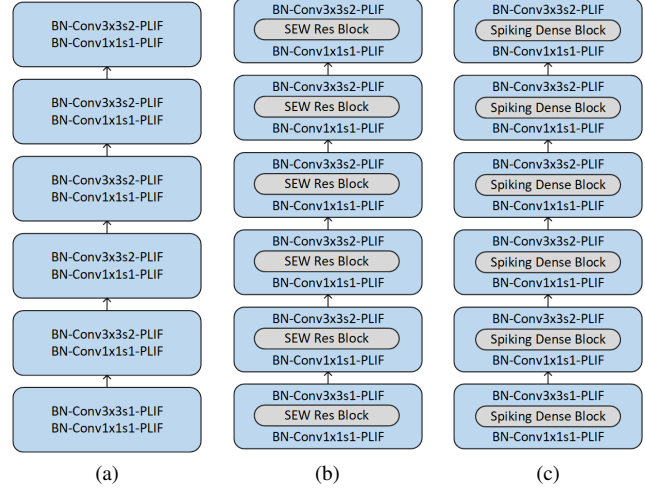 BN-Conv3x3s2-PLIF
BN-Conv1x1s1-PLIF
BN-Conv3x3s2-PLIF
BN-Conv1x1s1-PLIF
BN-Conv3x3s2-PLIF
BN-Conv1x1s1-PLIF
BN-Conv3x3s2-PLIF
BN-Conv1x1s1-PLIF
BN-Conv3x3s2-PLIF
BN-Conv1x1s1-PLIF
BN-Conv3x3s1-PLIF
BN-Conv1x1s1-PLIF
(a)
BN-Conv3x3s2-PLIF
SEW Res Block
BN-Conv1x1s1-PLIF
BN-Conv3x3s2-PLIF
SEW Res Block
BN-Conv1x1s1-PLIF
BN-Conv3x3s2-PLIF
SEW Res Block
BN-Conv1x1s1-PLIF
BN-Conv3x3s2-PLIF
SEW Res Block
BN-Conv1x1s1-PLIF
BN-Conv3x3s2-PLIF
SEW Res Block
BN-Conv1x1s1-PLIF
BN-Conv3x3s1-PLIF
SEW Res Block
BN-Conv1x1s1-PLIF
(b)
BN-Conv3x3s2-PLIF
Spiking Dense Block
BN-Conv1x1s1-PLIF
BN-Conv3x3s2-PLIF
Spiking Dense Block
BN-Conv1x1s1-PLIF
BN-Conv3x3s2-PLIF
Spiking Dense Block
BN-Conv1x1s1-PLIF
BN-Conv3x3s2-PLIF
Spiking Dense Block
BN-Conv1x1s1-PLIF
BN-Conv3x3s2-PLIF
Spiking Dense Block
BN-Conv1x1s1-PLIF
BN-Conv3x3s1-PLIF
Spiking Dense Block
BN-Conv1x1s1-PLIF
(c)